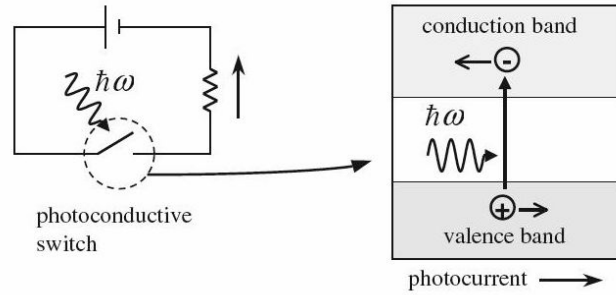 ħω
photoconductive
switch
conduction band
-
ħω
+
valence band
photocurrent